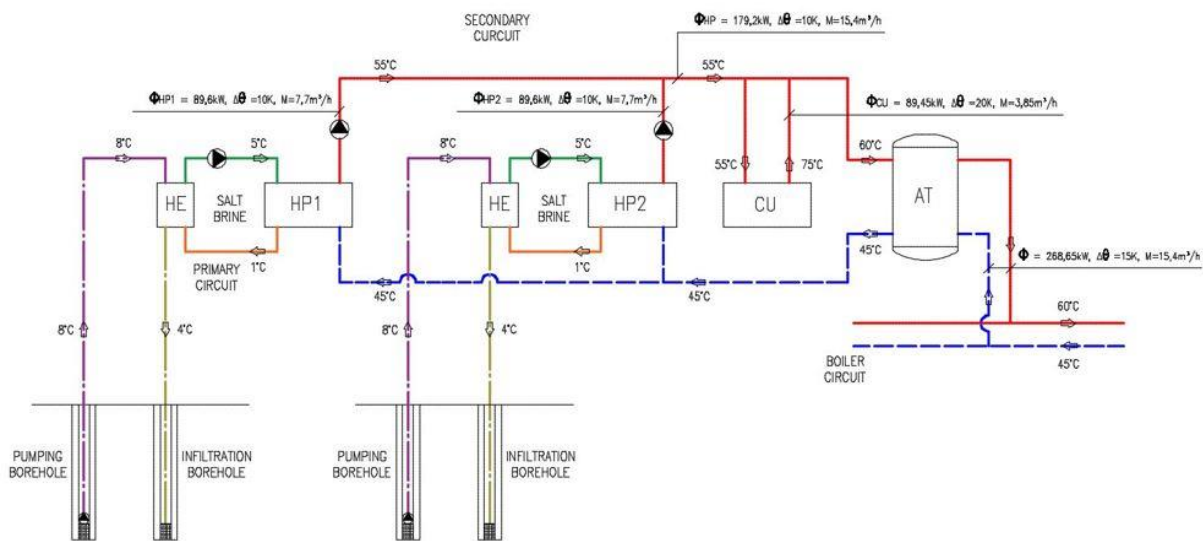 SECONDARY
CURCUIT
ΦHP = 179,2kW, Δθ =10K, M=15,4m³/h
55°C
55°C
ΦHP1 = 89,6kW, Δθ =10K, M=7,7m³/h
ΦHP2 = 89,6kW, Δθ =10K, M=7,7m³/h
ΦCU = 89,45kW, Δθ =20K, M=3,85m³/h
8°C
5°C
8°C
5°C
55°C
75°C
60°C
HE
SALT
BRINE
HP1
HE
SALT
BRINE
HP2
CU
AT
1°C
1°C
45°C
PRIMARY
CIRCUIT
45°C
45°C
Φ = 268,65kW, Δθ =15K, M=15,4m³/h
8°C
4°C
8°C
4°C
60°C
BOILER
CIRCUIT
45°C
PUMPING
BOREHOLE
INFILTRATION
BOREHOLE
PUMPING
BOREHOLE
INFILTRATION
BOREHOLE